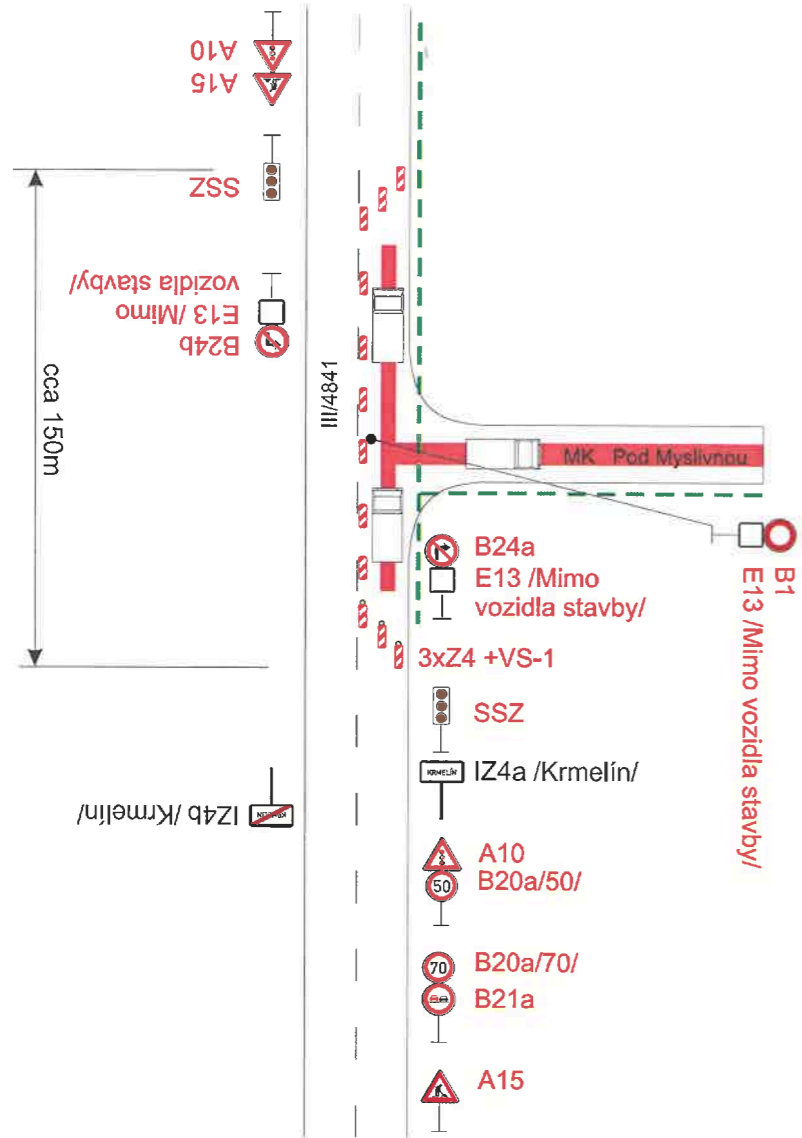 A10
A15
SSZ
E13 /Mimo
vozidla stavby/
B24b
cca 150m
III/4841
MK Pod Myslivnou
B1
E13 /Mimo vozidla stavby/
B24a
E13 /Mimo
vozidla stavby/
3xZ4 +VS-1
SSZ
KRMELÍN
IZ4a /Krmelín/
KRMELÍN
IZ4b /Krmelín/
A10
50
B20a/50/
70
B20a/70/
B21a
A15